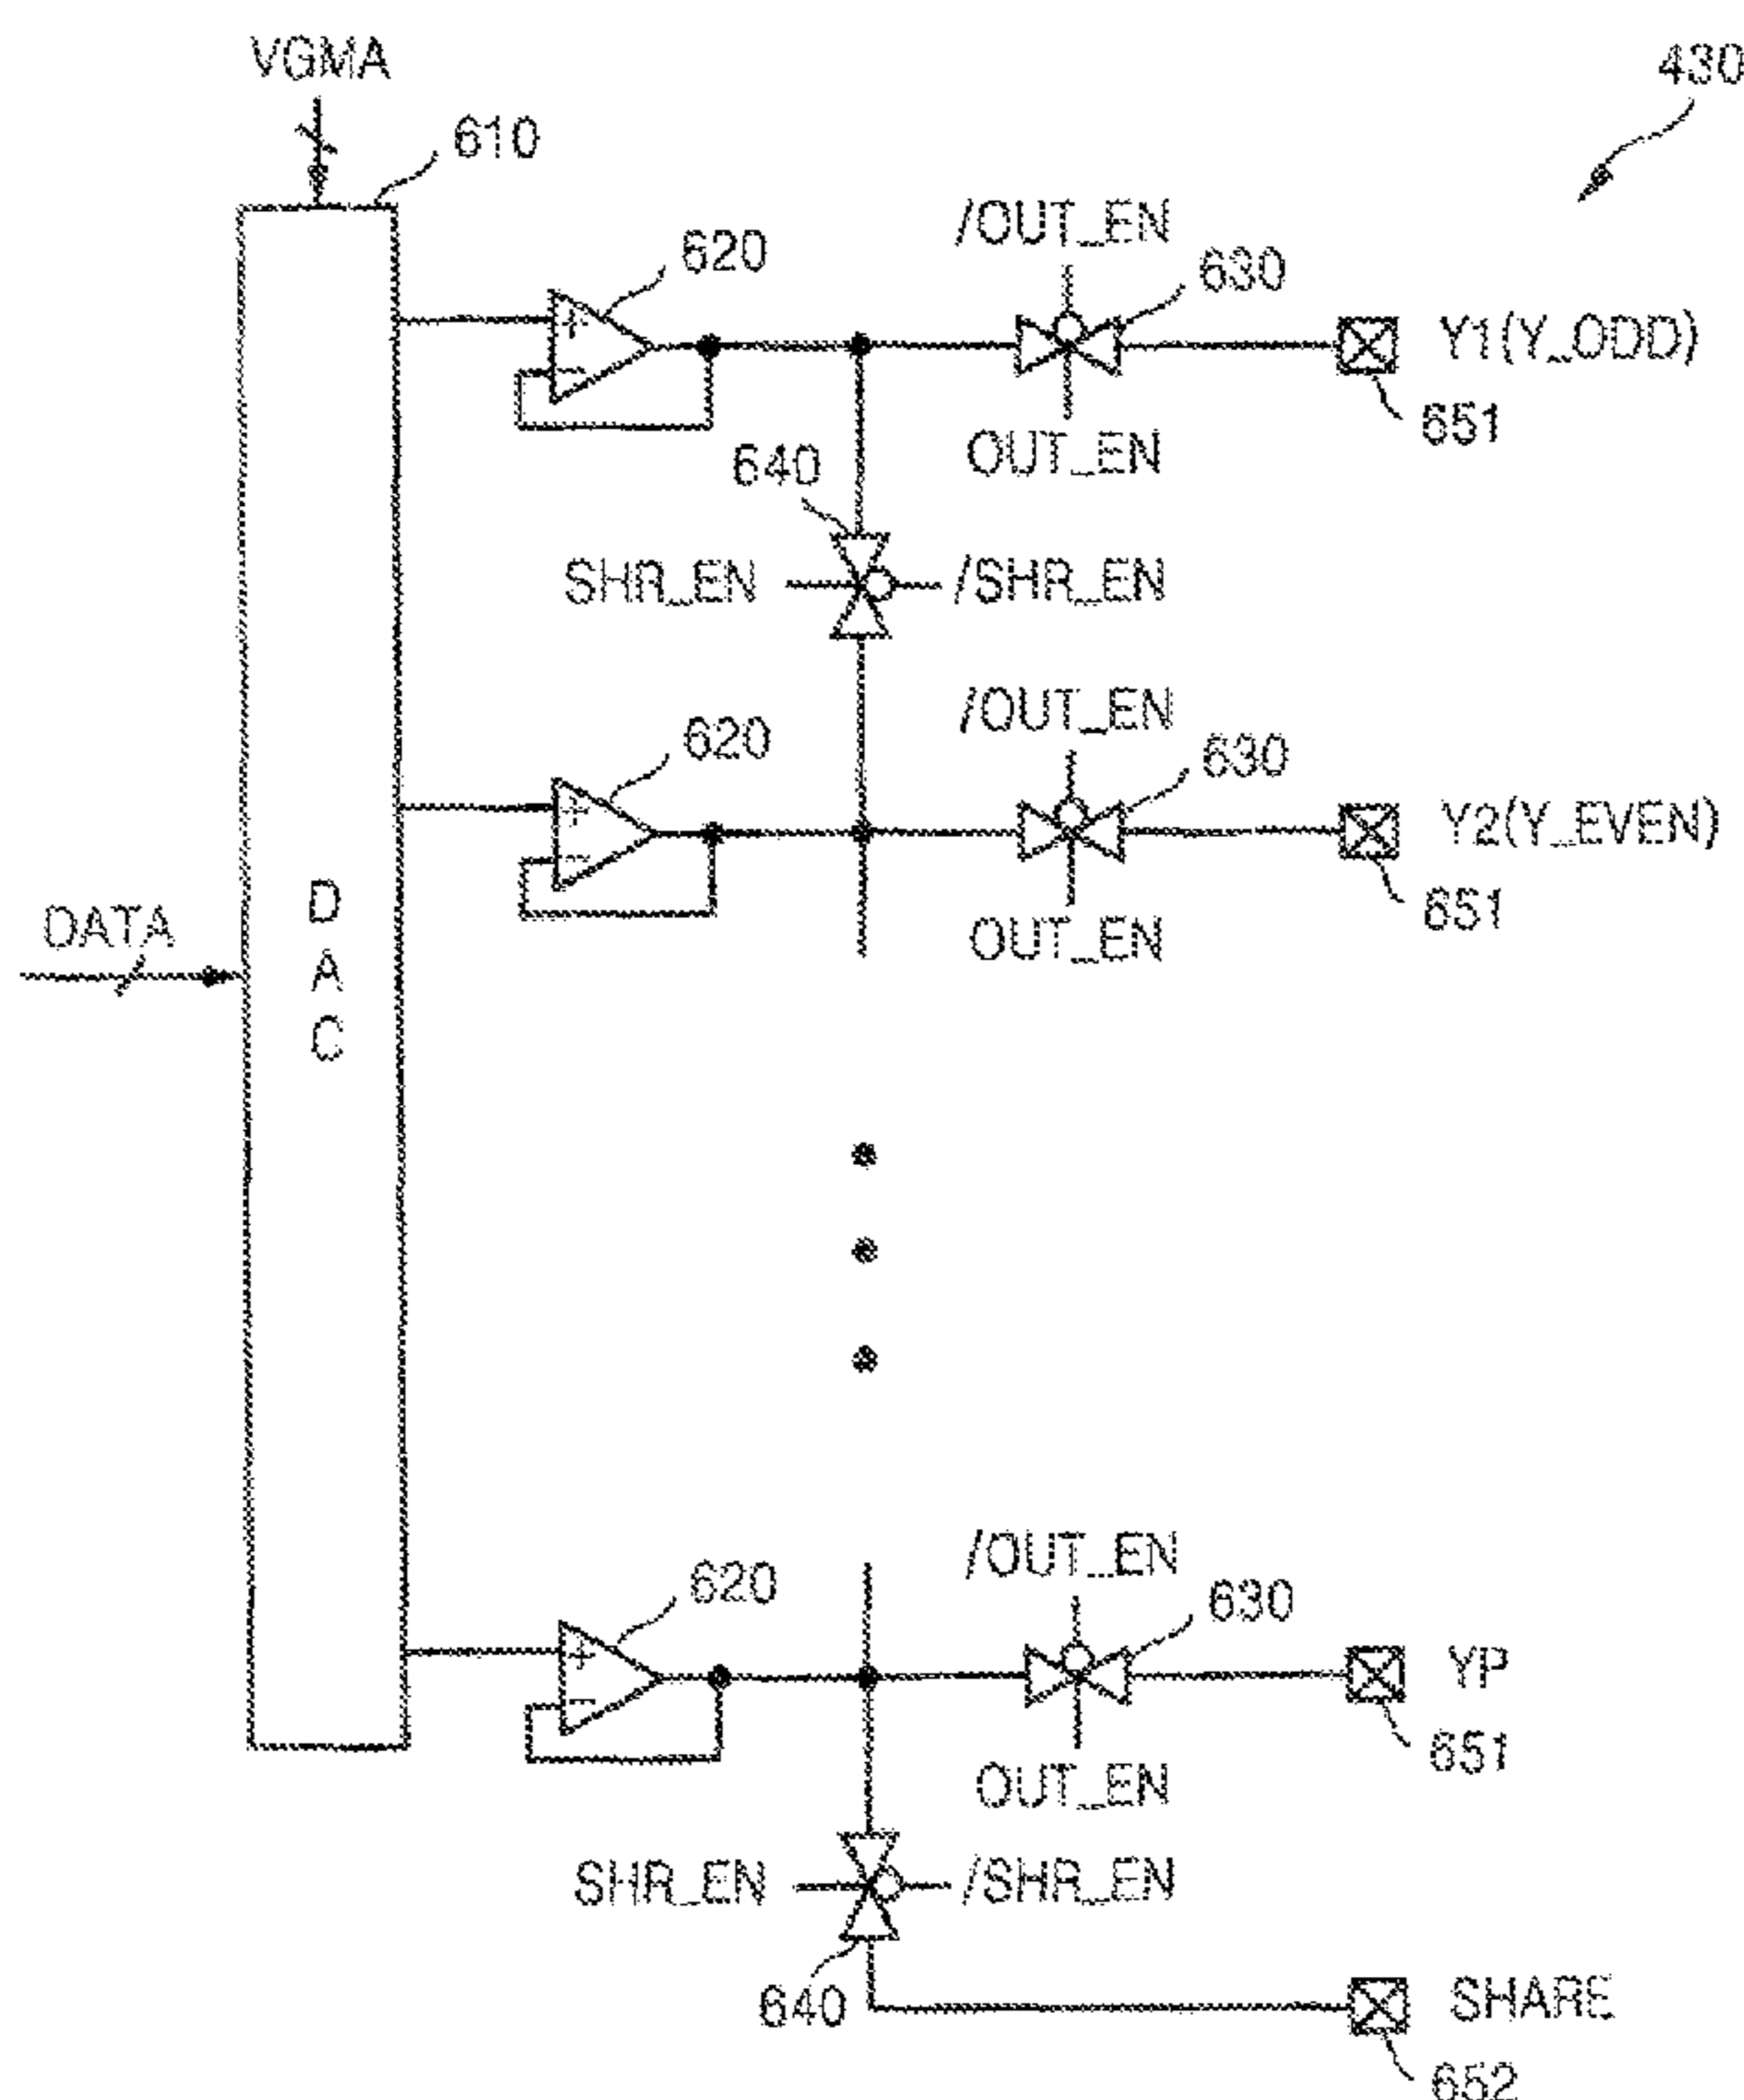 VGMA
430
610
/OUT_EN
620
630
+
Y1(Y_ODD)
−
651
OUT_EN
640
SHR_EN
/SHR_EN
/OUT_EN
620
630
+
Y2(Y_EVEN)
−
651
DATA
DAC
OUT_EN
/OUT_EN
620
630
+
YP
−
651
OUT_EN
SHR_EN
/SHR_EN
640
SHARE
652